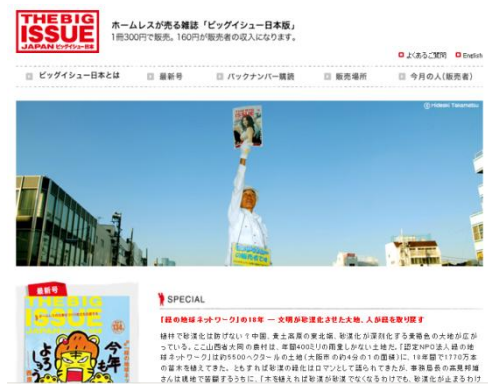 THE BIG
ISSUE
JAPAN ビッグイシュー日本
ホームレスが売る雑誌「ビッグイシュー日本版」
1冊300円で販売。160円が販売者の収入になります。
よくあるご質問
English
ビッグイシュー日本とは
最新号
バックナンバー購読
販売場所
今月の人(販売者)
© Hideaki Takamatsu
最新号
THE BIG
ISSUE
134
今年も
よろしく
SPECIAL
『緑の地球ネットワーク』の18年 ― 文明が砂漠化させた大地、人が緑を取り戻す
植林で砂漠化は防げない？中国、黄土高原の東北端、砂漠化が深刻化する黄褐色の大地が広が
っている。ここ山西省大同の農村は、年間400ミリの雨量しかない土地だ。「認定NPO法人 緑の地
球ネットワーク」は約5500ヘクタールの土地(大阪市の約4分の1の面積)に、18年間で1770万本
の苗木を植えてきた。ともすれば砂漠の緑化はロマンとして語られてきたが、事務局長の高見邦雄
さんは現地で苦闘するうちに、「木を植えれば砂漠が砂漠でなくなるわけでも、砂漠化が止まるわけ